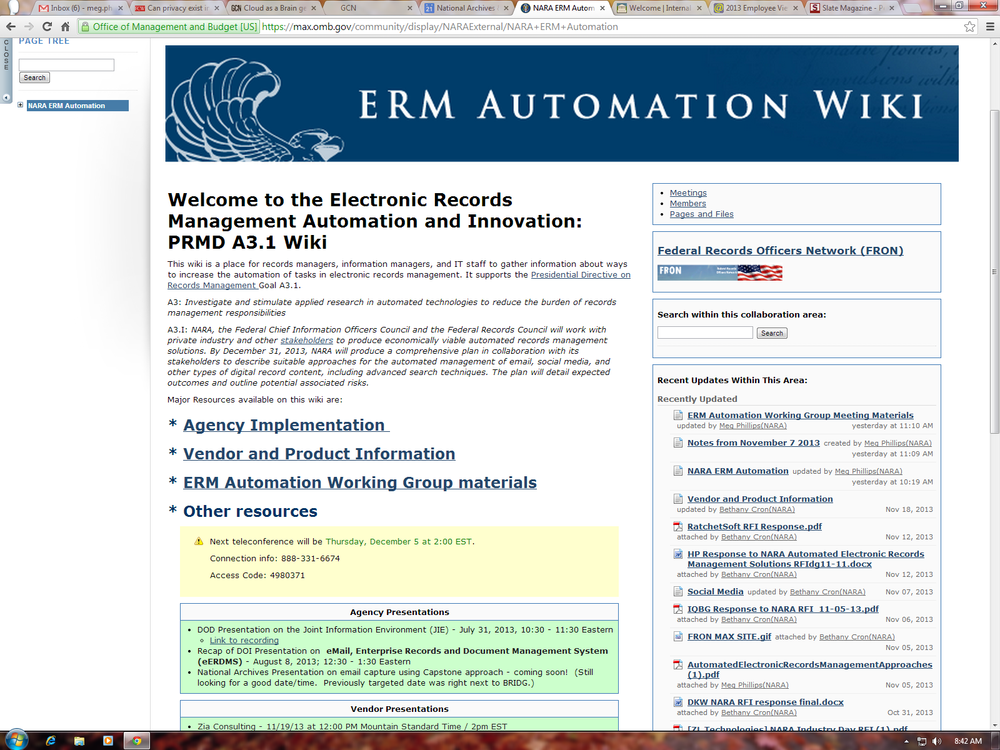 Inbox (6) - meg.ph
Can privacy exist in
GCN Cloud as a Brain ge
GCN
21 National Archives
NARA ERM Autom
Welcome | Internal
2013 Employee Vie
Slate Magazine - P
Office of Management and Budget [US] https://max.omb.gov/community/display/NARAExternal/NARA+ERM+Automation
CLOSE
PAGE TREE
Search
NARA ERM Automation
ERM AUTOMATION WIKI
Welcome to the Electronic Records
Management Automation and Innovation:
PRMD A3.1 Wiki
This wiki is a place for records managers, information managers, and IT staff to gather information about ways
to increase the automation of tasks in electronic records management. It supports the Presidential Directive on
Records Management Goal A3.1.
A3: Investigate and stimulate applied research in automated technologies to reduce the burden of records
management responsibilities
A3.I: NARA, the Federal Chief Information Officers Council and the Federal Records Council will work with
private industry and other stakeholders to produce economically viable automated records management
solutions. By December 31, 2013, NARA will produce a comprehensive plan in collaboration with its
stakeholders to describe suitable approaches for the automated management of email, social media, and
other types of digital record content, including advanced search techniques. The plan will detail expected
outcomes and outline potential associated risks.
Major Resources available on this wiki are:
* Agency Implementation
* Vendor and Product Information
* ERM Automation Working Group materials
* Other resources
Next teleconference will be Thursday, December 5 at 2:00 EST.
Connection info: 888-331-6674
Access Code: 4980371
Agency Presentations
• DOD Presentation on the Joint Information Environment (JIE) - July 31, 2013, 10:30 - 11:30 Eastern
Link to recording
• Recap of DOI Presentation on eMail, Enterprise Records and Document Management System
(eERDMS) - August 8, 2013; 12:30 - 1:30 Eastern
• National Archives Presentation on email capture using Capstone approach - coming soon! (Still
looking for a good date/time. Previously targeted date was right next to BRIDG.)
Vendor Presentations
• Zia Consulting - 11/19/13 at 12:00 PM Mountain Standard Time / 2pm EST
• Meetings
• Members
• Pages and Files
Federal Records Officers Network (FRON)
FRON
Search within this collaboration area:
Search
Recent Updates Within This Area:
Recently Updated
ERM Automation Working Group Meeting Materials
updated by Meg Phillips(NARA) yesterday at 11:10 AM
Notes from November 7 2013 created by Meg Phillips(NARA)
yesterday at 11:09 AM
NARA ERM Automation updated by Meg Phillips(NARA)
yesterday at 10:19 AM
Vendor and Product Information
updated by Bethany Cron(NARA) Nov 18, 2013
RatchetSoft RFI Response.pdf
attached by Bethany Cron(NARA) Nov 12, 2013
HP Response to NARA Automated Electronic Records
Management Solutions RFIdg11-11.docx
attached by Bethany Cron(NARA) Nov 12, 2013
Social Media updated by Bethany Cron(NARA) Nov 07, 2013
IQBG Response to NARA RFI_11-05-13.pdf
attached by Bethany Cron(NARA) Nov 06, 2013
FRON MAX SITE.gif attached by Bethany Cron(NARA)
Nov 05, 2013
AutomatedElectronicRecordsManagementApproaches
(1).pdf
attached by Meg Phillips(NARA) Nov 05, 2013
DKW NARA RFI response final.docx
attached by Bethany Cron(NARA) Oct 31, 2013
[ZL Technologies] NARA Industry Day RFI (1).pdf
8:42 AM